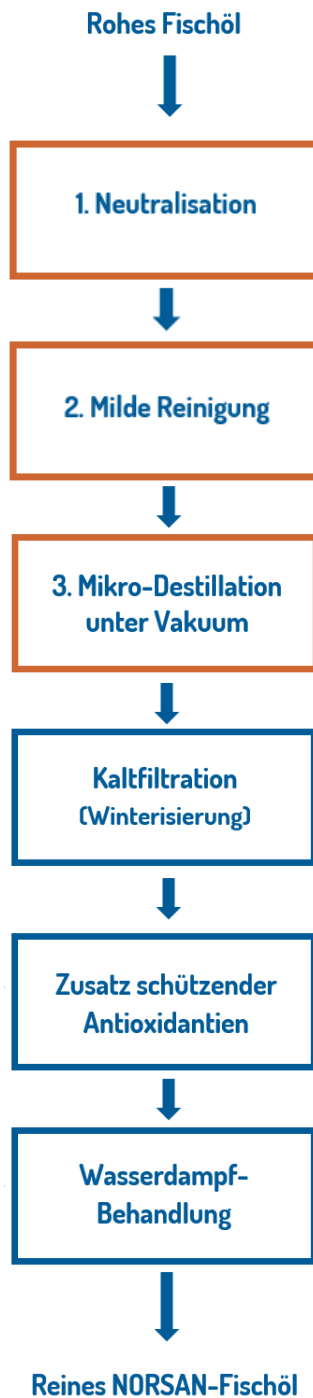 Rohes Fischöl
1. Neutralisation
2. Milde Reinigung
3. Mikro-Destillation
unter Vakuum
Kaltfiltration
(Winterisierung)
Zusatz schützender
Antioxidantien
Wasserdampf-
Behandlung
Reines NORSAN-Fischöl